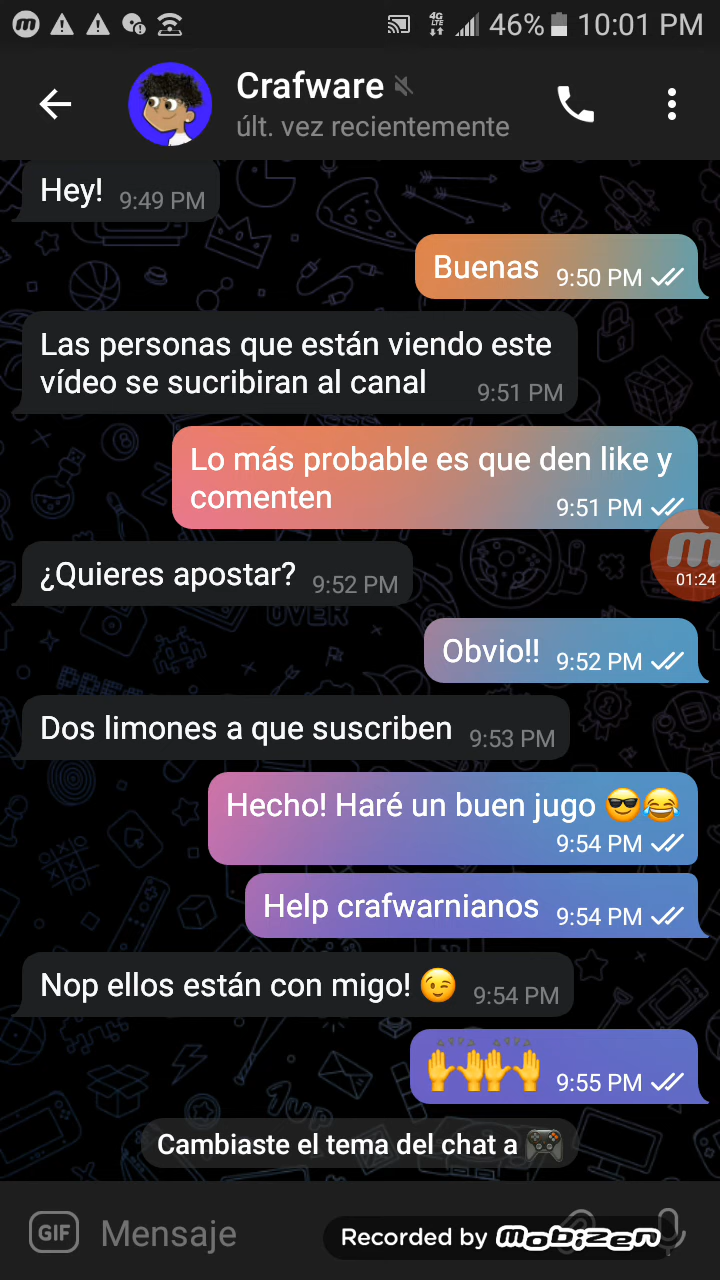 46% 10:01 PM
Crafware
últ. vez recientemente
Hey! 9:49 PM
Buenas 9:50 PM
Las personas que están viendo este
vídeo se sucribiran al canal 9:51 PM
Lo más probable es que den like y
comenten 9:51 PM
01:24
¿Quieres apostar? 9:52 PM
Obvio!! 9:52 PM
Dos limones a que suscriben 9:53 PM
Hecho! Haré un buen jugo 😎😂
9:54 PM
Help crafwarnianos 9:54 PM
Nop ellos están con migo! 😉 9:54 PM
🙌🙌 9:55 PM
Cambiaste el tema del chat a 🎮
GIF Mensaje
Recorded by Mobizen